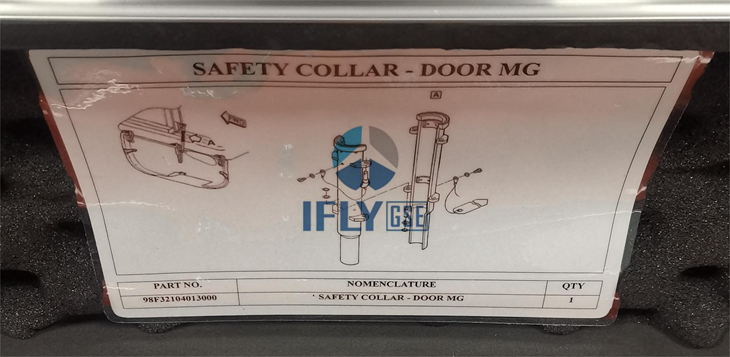 SAFETY COLLAR - DOOR MG
A
IFLY GSE
PART NO. NOMENCLATURE QTY
98F32104013000 SAFETY COLLAR - DOOR MG 1